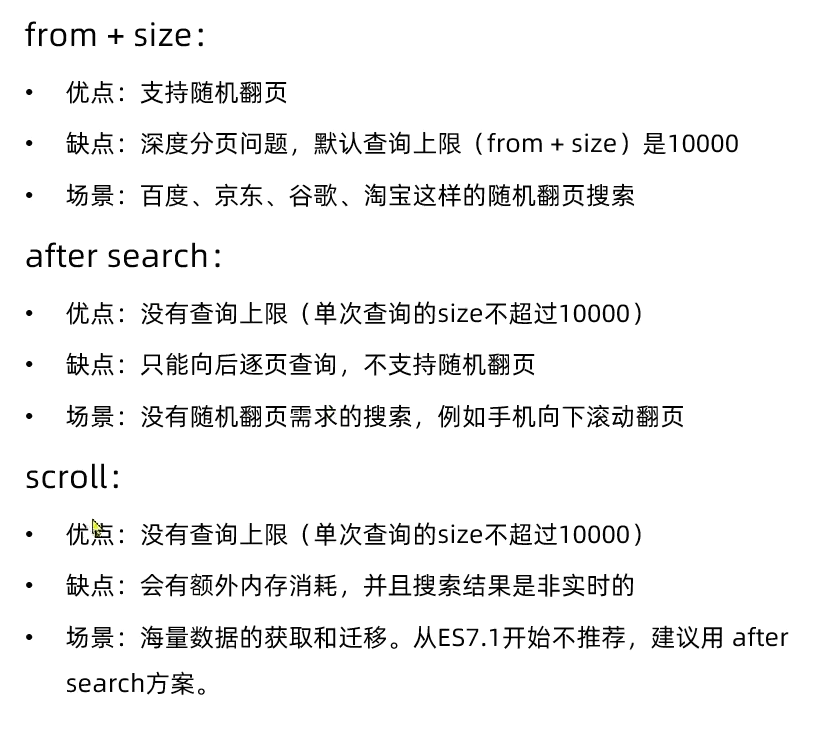 from + size：
• 优点：支持随机翻页
• 缺点：深度分页问题，默认查询上限（from + size）是10000
• 场景：百度、京东、谷歌、淘宝这样的随机翻页搜索
after search：
• 优点：没有查询上限（单次查询的size不超过10000）
• 缺点：只能向后逐页查询，不支持随机翻页
• 场景：没有随机翻页需求的搜索，例如手机向下滚动翻页
scroll：
• 优点：没有查询上限（单次查询的size不超过10000）
• 缺点：会有额外内存消耗，并且搜索结果是非实时的
• 场景：海量数据的获取和迁移。从ES7.1开始不推荐，建议用 after
search方案。